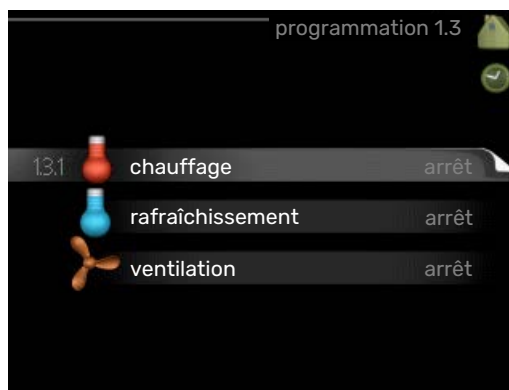 programmation 1.3
1.3.1 chauffage arrêt
rafraîchissement arrêt
ventilation arrêt